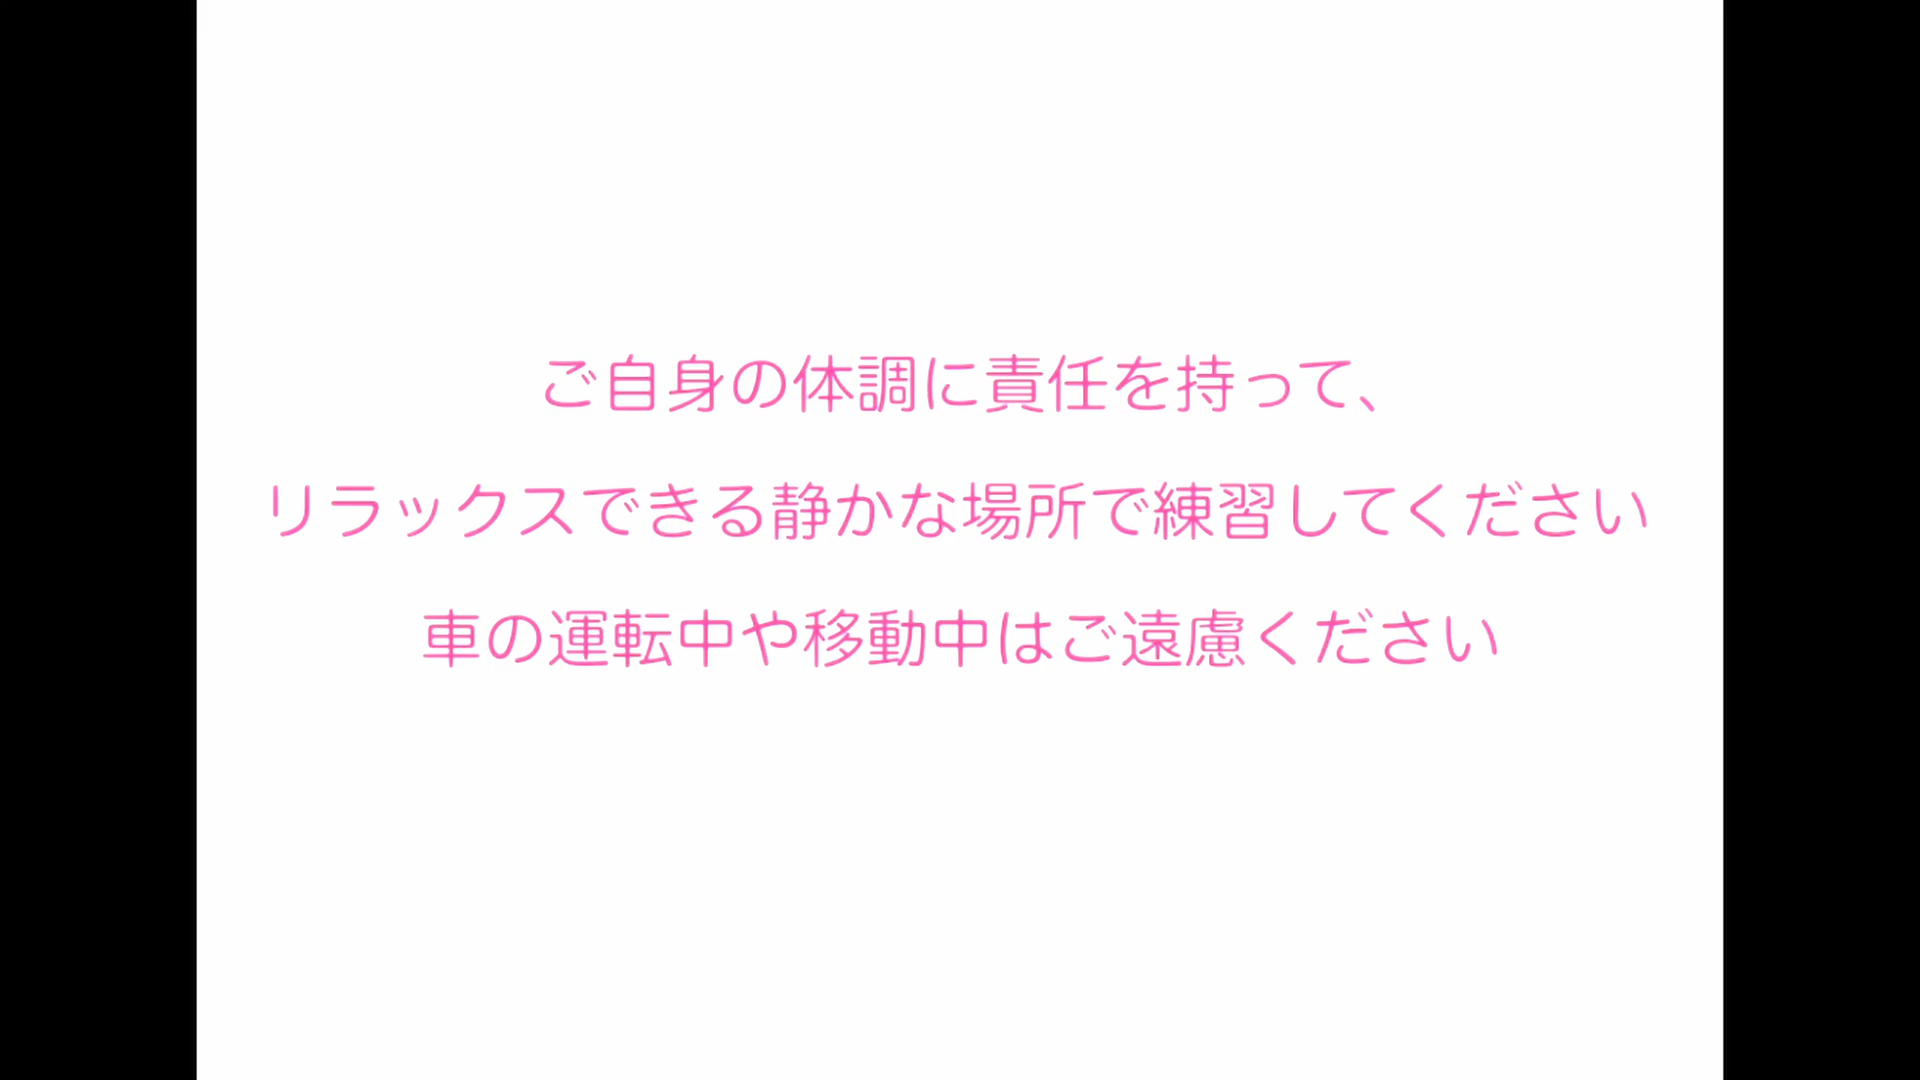 ご自身の体調に責任を持って、
リラックスできる静かな場所で練習してください
車の運転中や移動中はご遠慮ください